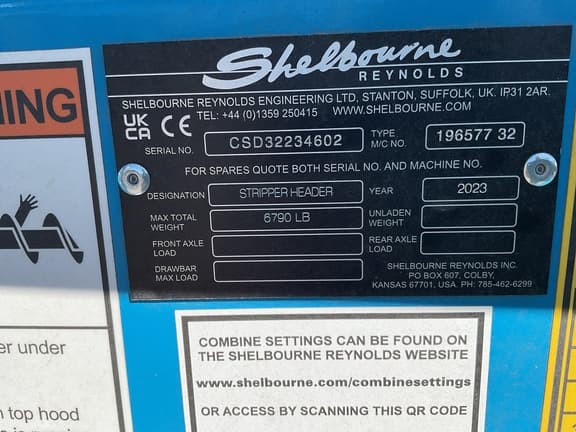 Shelbourne
REYNOLDS
SHELBOURNE REYNOLDS ENGINEERING LTD, STANTON, SUFFOLK, UK. IP31 2AR.
UK CA CE TEL: +44 (0)1359 250415 WWW.SHELBOURNE.COM
SERIAL NO. CSD32234602 TYPE M/C NO. 196577 32
FOR SPARES QUOTE BOTH SERIAL NO. AND MACHINE NO.
DESIGNATION STRIPPER HEADER YEAR 2023
MAX TOTAL WEIGHT 6790 LB UNLADEN WEIGHT
FRONT AXLE LOAD REAR AXLE LOAD
DRAWBAR MAX LOAD
SHELBOURNE REYNOLDS INC.
PO BOX 607, COLBY,
KANSAS 67701, USA PH: 785-462-6299
NING
er under
n top hood
COMBINE SETTINGS CAN BE FOUND ON
THE SHELBOURNE REYNOLDS WEBSITE
www.shelbourne.com/combinesettings
OR ACCESS BY SCANNING THIS QR CODE